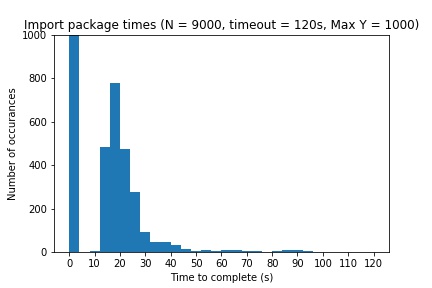 Import package times (N = 9000, timeout = 120s, Max Y = 1000)
1000
800
600
400
200
0
Number of occurances
0 10 20 30 40 50 60 70 80 90 100 110 120
Time to complete (s)